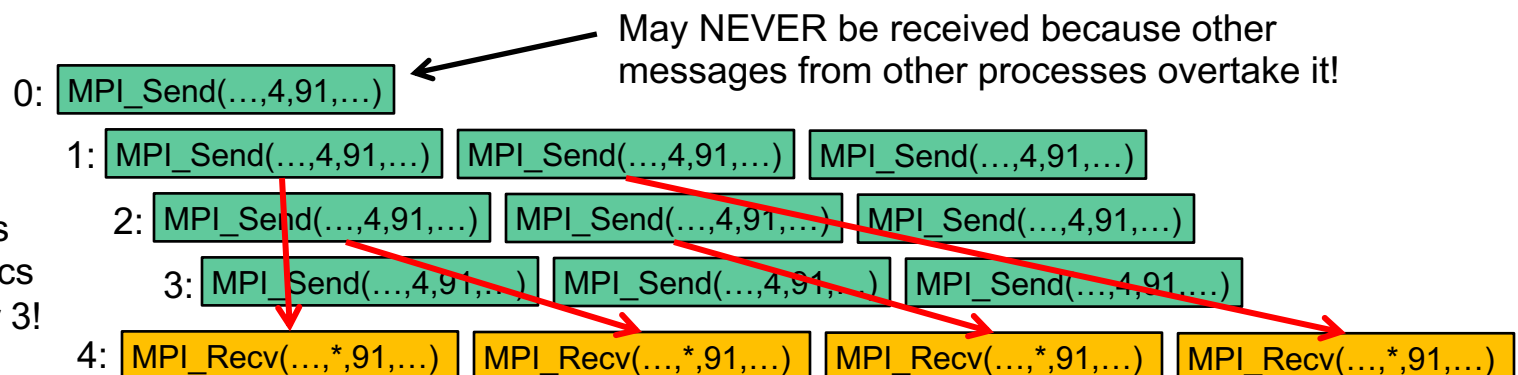 May NEVER be received because other
messages from other processes overtake it!
0: MPI_Send(…,4,91,…)
1: MPI_Send(…,4,91,…) MPI_Send(…,4,91,…) MPI_Send(…,4,91,…)
2: MPI_Send(…,4,91,…) MPI_Send(…,4,91,…) MPI_Send(…,4,91,…)
3: MPI_Send(…,4,91,…) MPI_Send(…,4,91,…) MPI_Send(…,4,91,…)
3!
4: MPI_Recv(…,*,91,…) MPI_Recv(…,*,91,…) MPI_Recv(…,*,91,…) MPI_Recv(…,*,91,…)